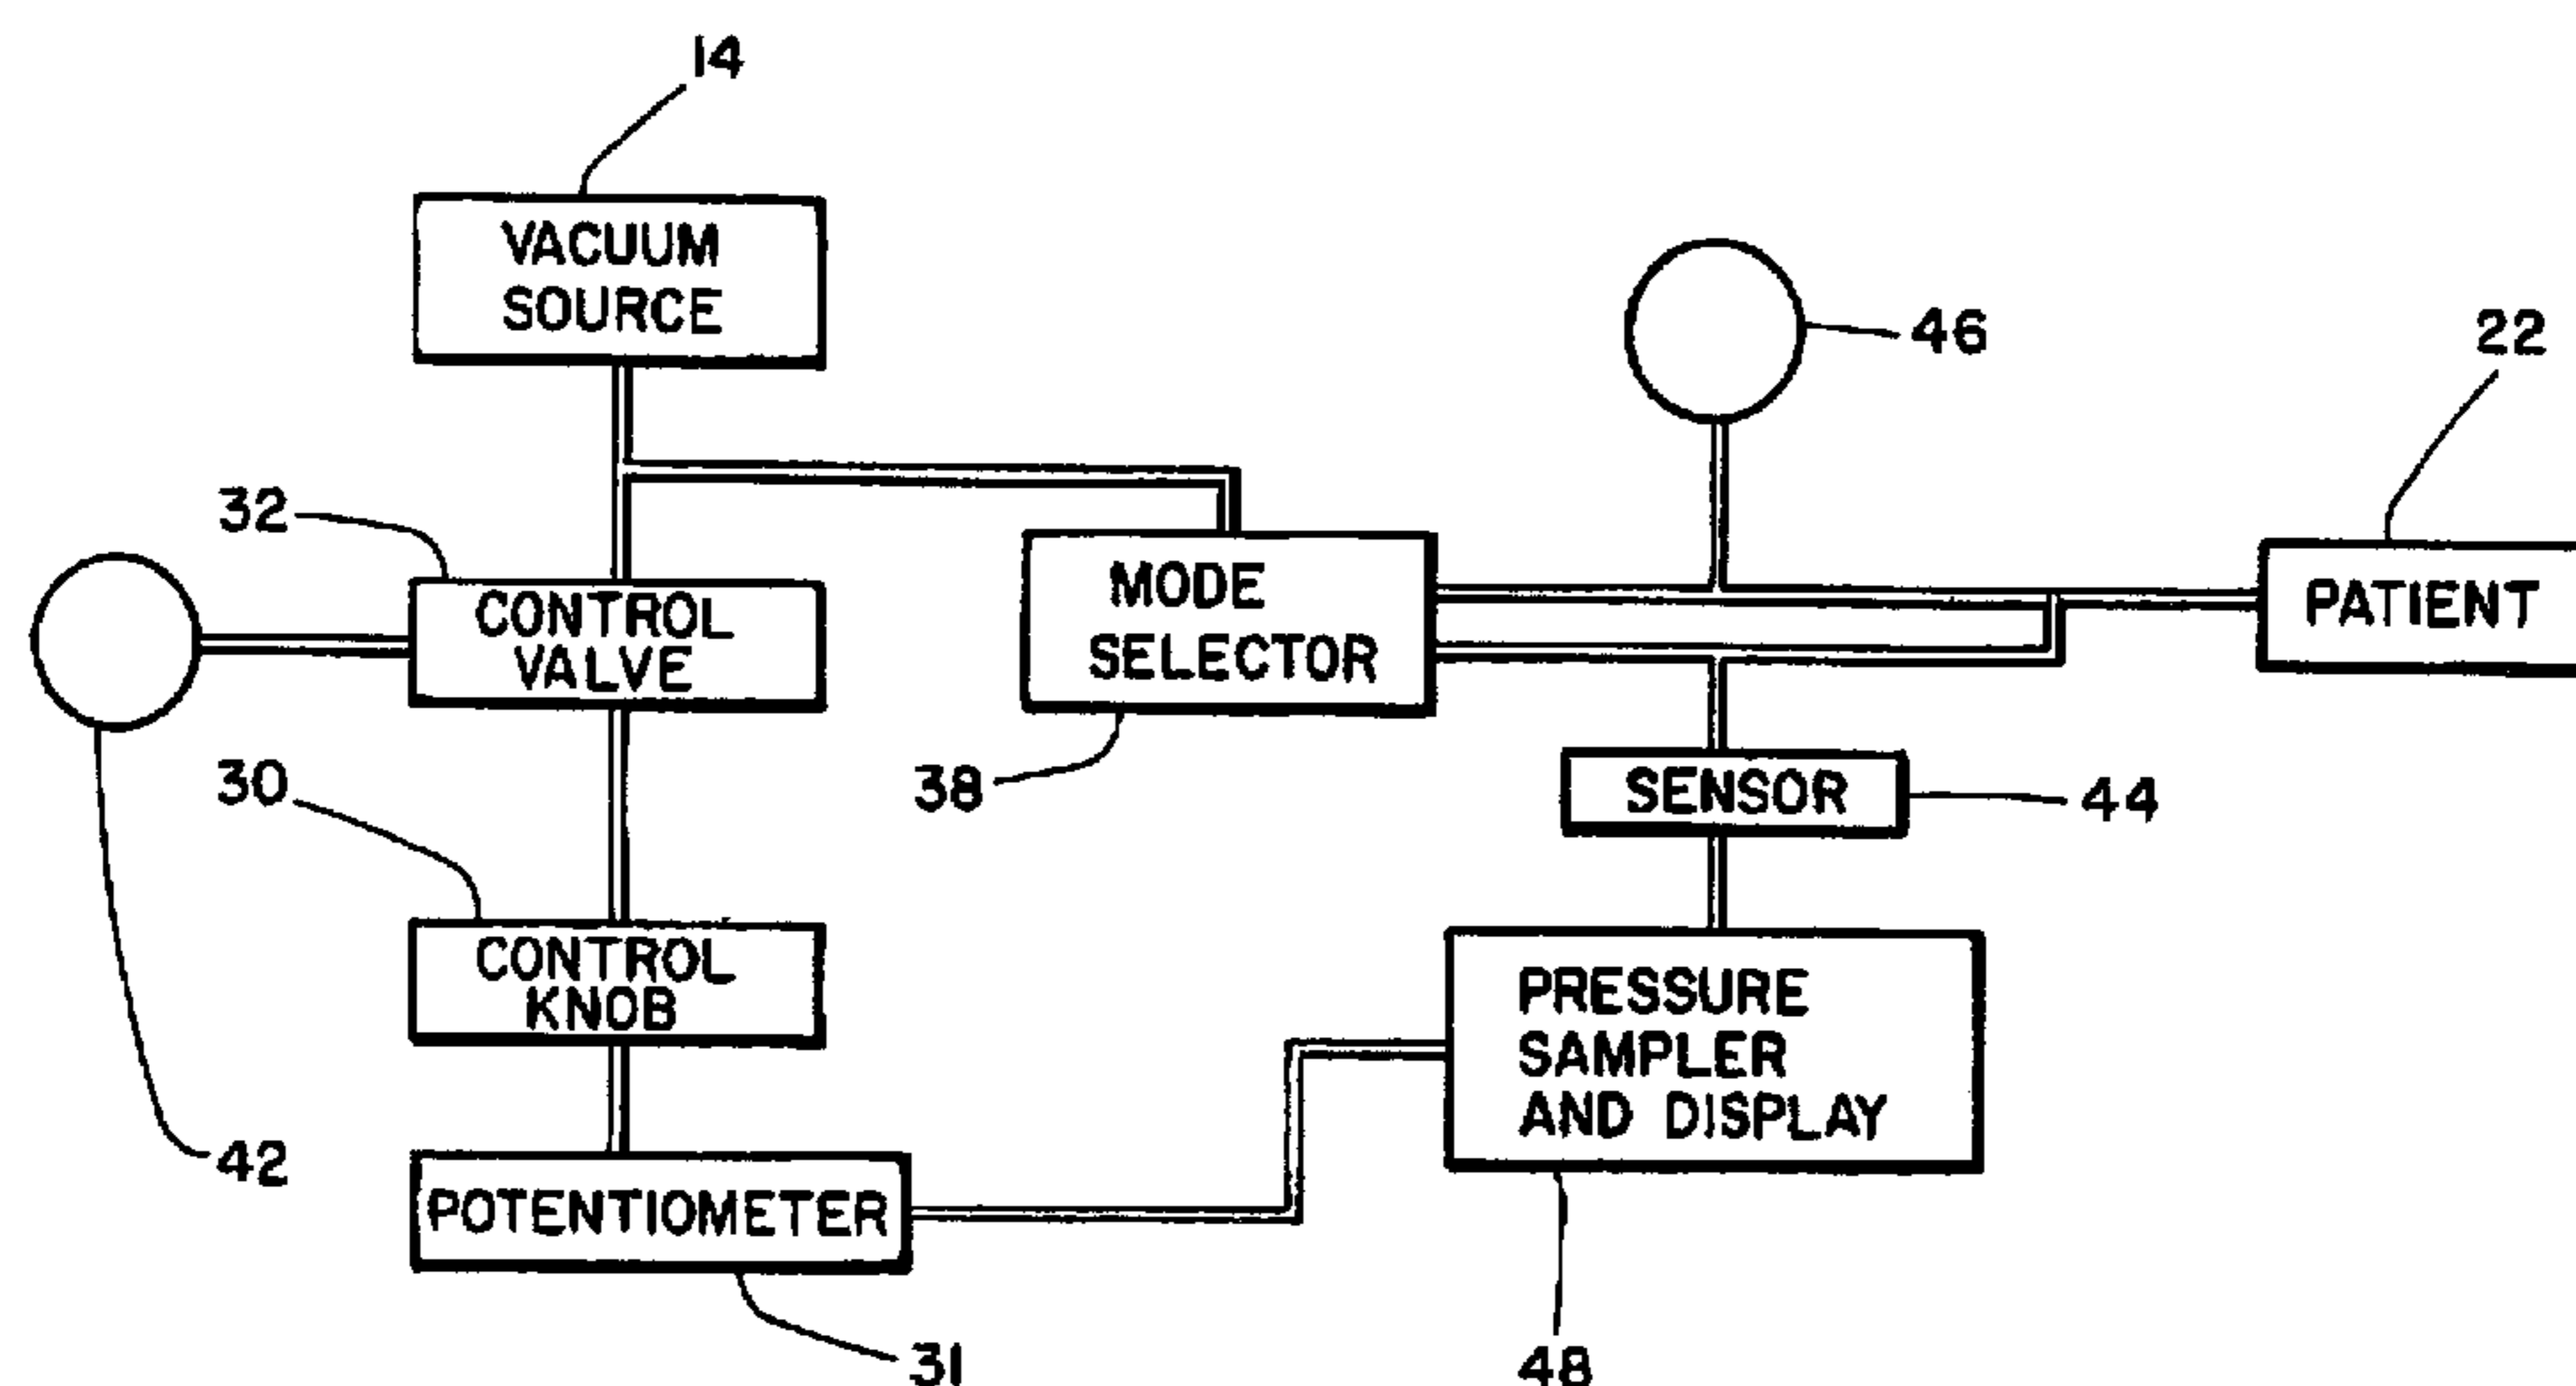 14
VACUUM
SOURCE
46
22
32
CONTROL
VALVE
MODE
SELECTOR
PATIENT
30
38
SENSOR
44
CONTROL
KNOB
PRESSURE
SAMPLER
AND DISPLAY
42
POTENTIOMETER
31
48